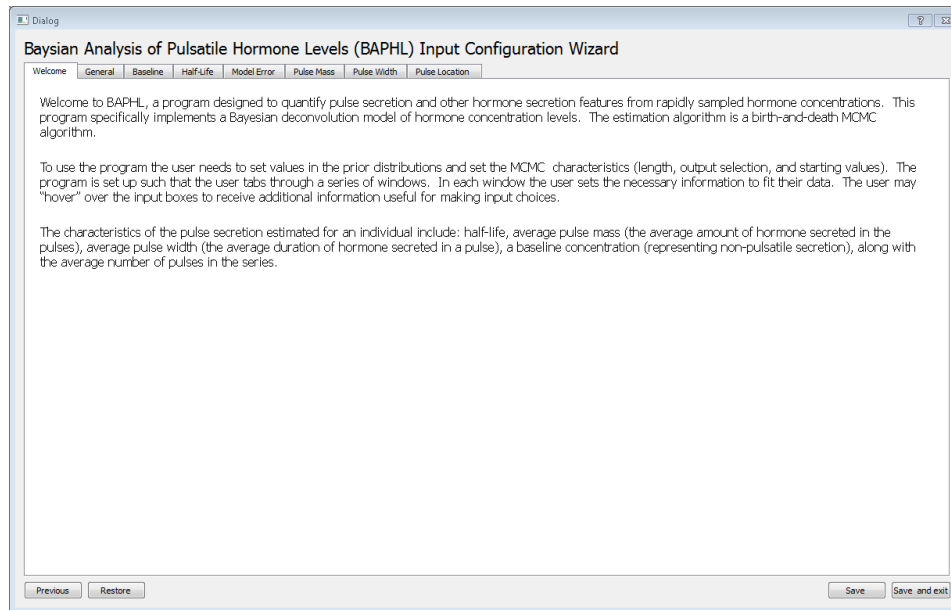 Dialog
Baysian Analysis of Pulsatile Hormone Levels (BAPHL) Input Configuration Wizard
Welcome General Baseline Half-Life Model Error Pulse Mass Pulse Width Pulse Location
Welcome to BAPHL, a program designed to quantify pulse secretion and other hormone secretion features from rapidly sampled hormone concentrations. This
program specifically implements a Bayesian deconvolution model of hormone concentration levels. The estimation algorithm is a birth-and-death MCMC
algorithm.
To use the program the user needs to set values in the prior distributions and set the MCMC characteristics (length, output selection, and starting values). The
program is set up such that the user tabs through a series of windows. In each window the user sets the necessary information to fit their data. The user may
"hover" over the input boxes to receive additional information useful for making input choices.
The characteristics of the pulse secretion estimated for an individual include: half-life, average pulse mass (the average amount of hormone secreted in the
pulses), average pulse width (the average duration of hormone secreted in a pulse), a baseline concentration (representing non-pulsatile secretion), along with
the average number of pulses in the series.
Previous Restore Save Save and exit